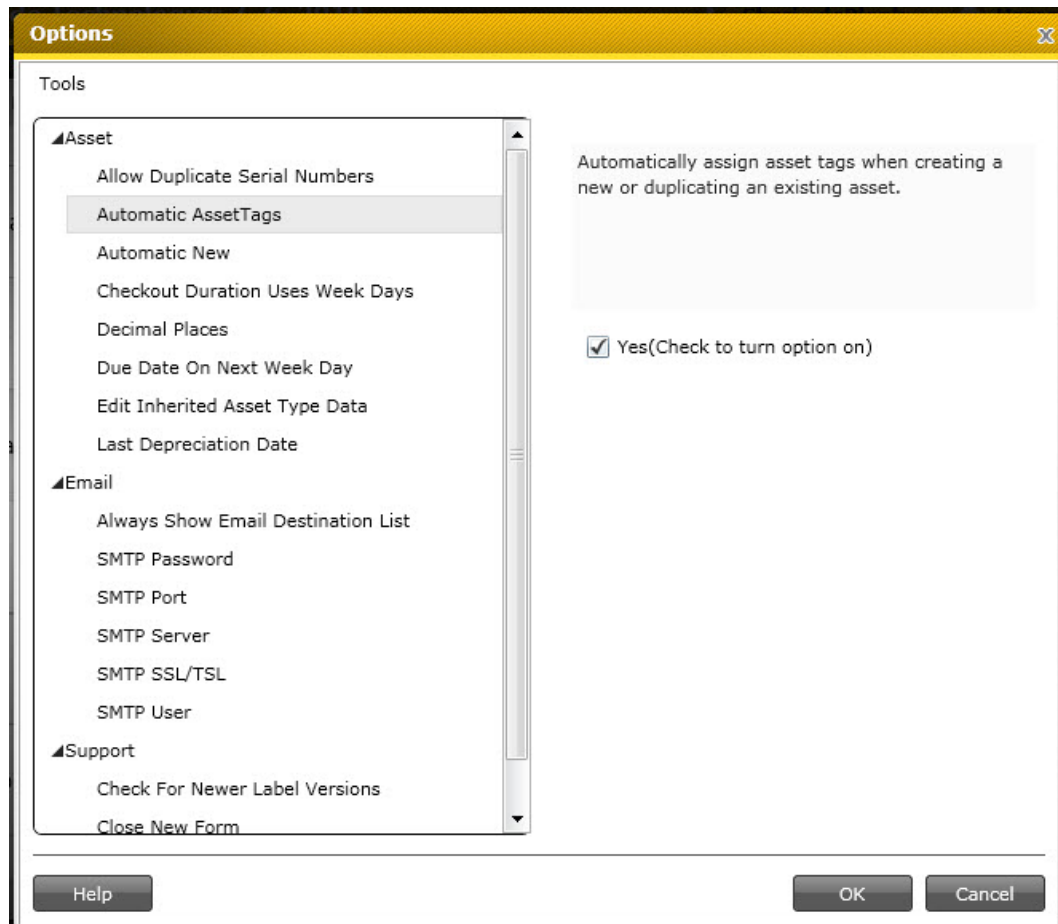 Options
Tools
Asset
Allow Duplicate Serial Numbers
Automatic AssetTags
Automatic New
Checkout Duration Uses Week Days
Decimal Places
Due Date On Next Week Day
Edit Inherited Asset Type Data
Last Depreciation Date
Email
Always Show Email Destination List
SMTP Password
SMTP Port
SMTP Server
SMTP SSL/TSL
SMTP User
Support
Check For Newer Label Versions
Close New Form
Automatically assign asset tags when creating a
new or duplicating an existing asset.
Yes(Check to turn option on)
Help
OK
Cancel